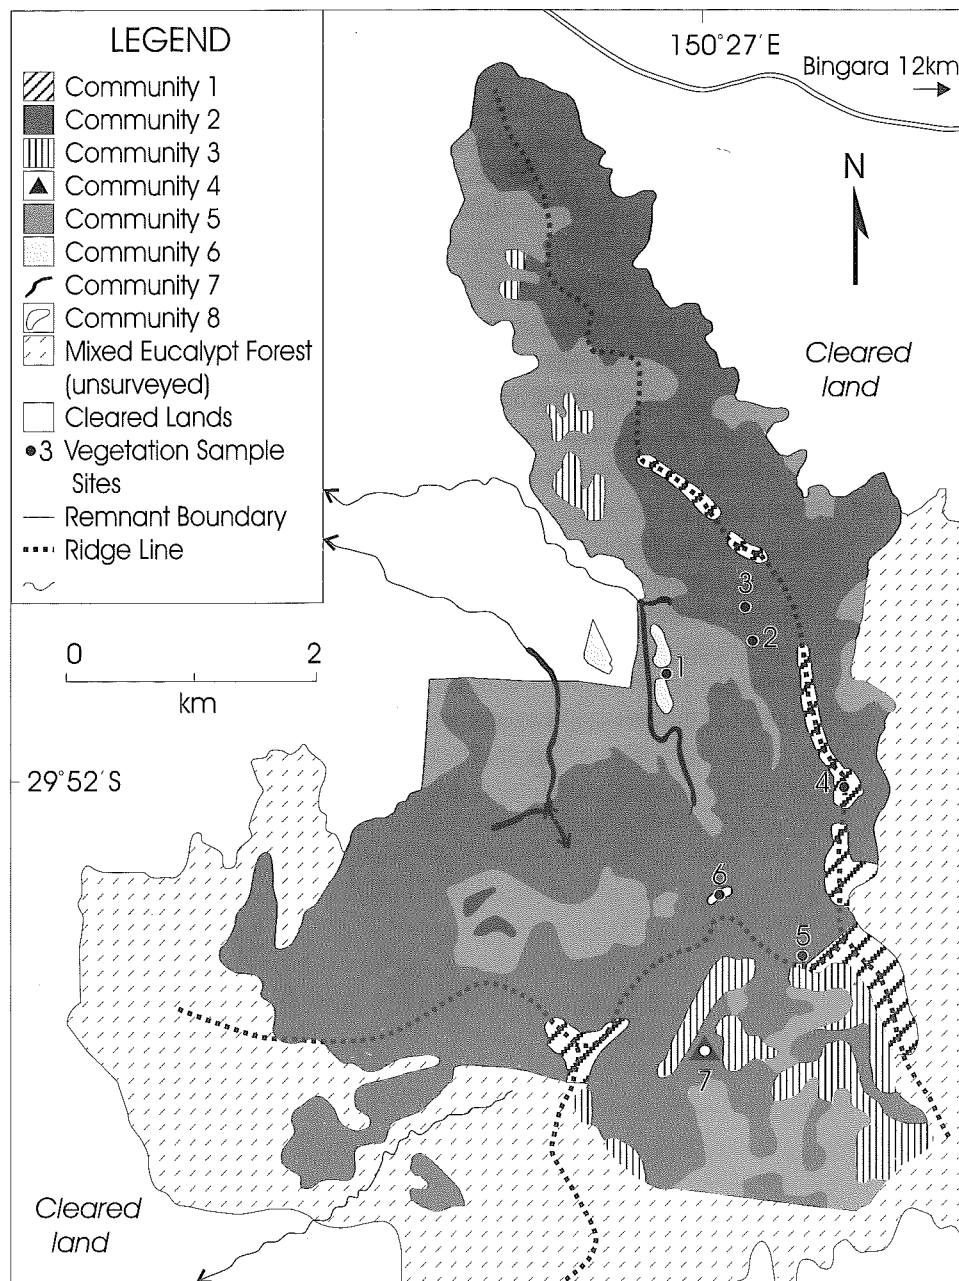 LEGEND
Community 1
Community 2
Community 3
Community 4
Community 5
Community 6
Community 7
Community 8
Mixed Eucalypt Forest
(unsurveyed)
Cleared Lands
3 Vegetation Sample
Sites
Remnant Boundary
Ridge Line
150°27′E
Bingara 12km
N
Cleared
land
3
2
1
0 2
km
29°52′S
4
6
5
7
Cleared
land